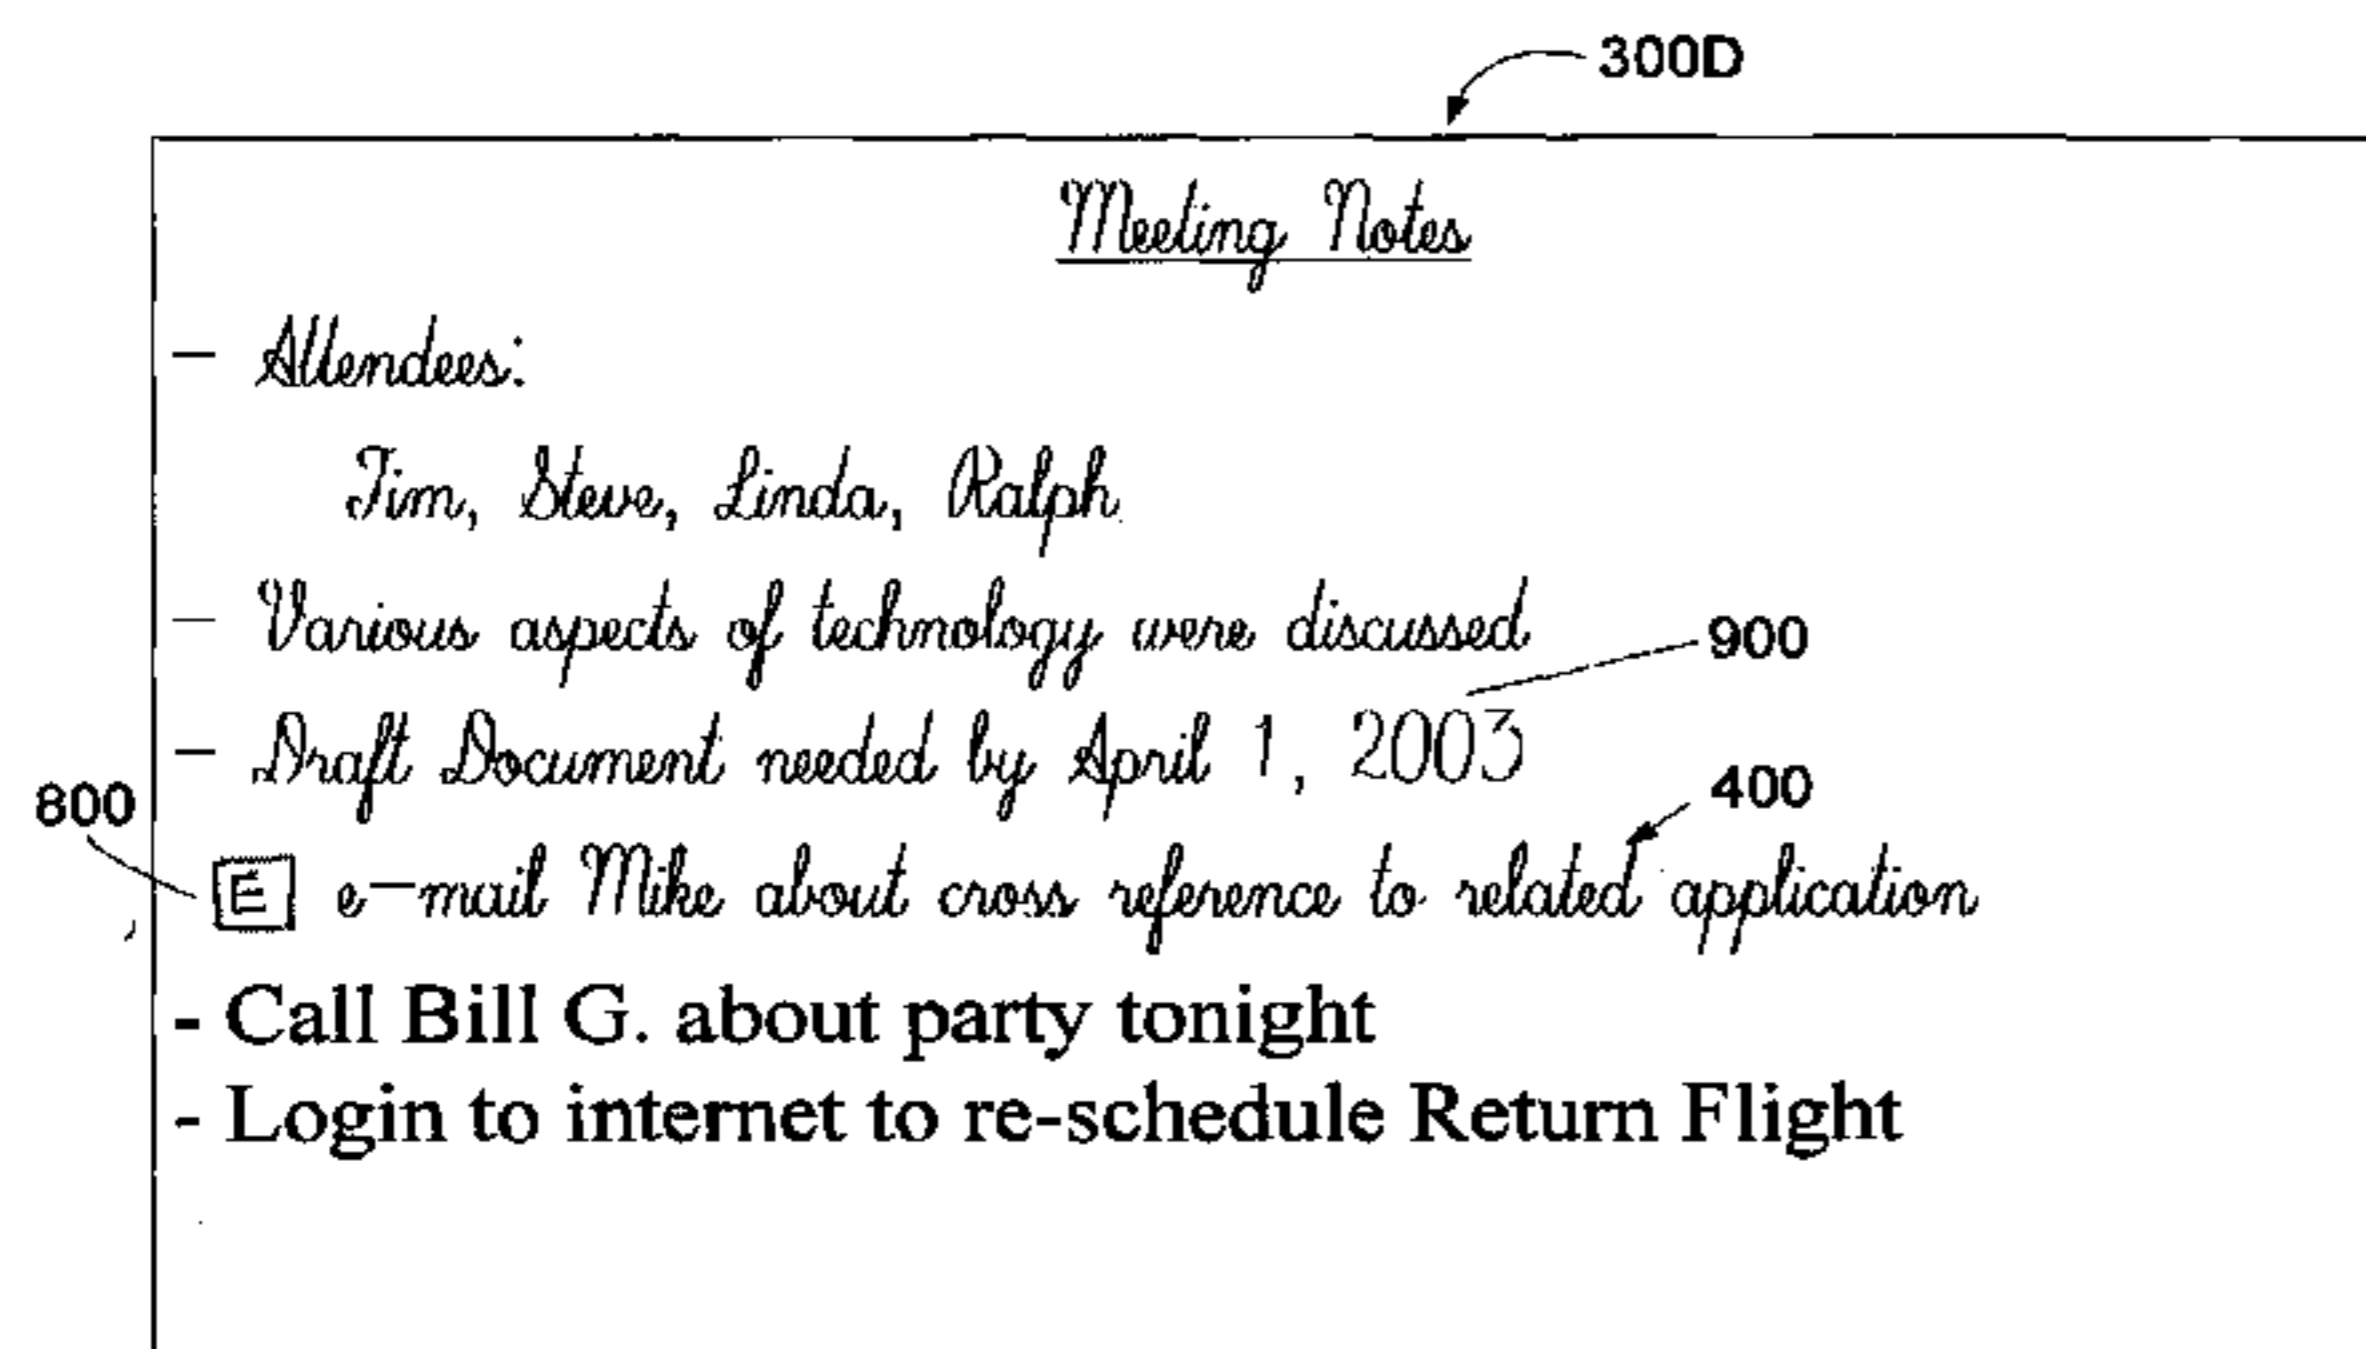 300D
Meeting Notes
— Attendees:
Tim, Steve, Linda, Ralph
— Various aspects of technology were discussed
900
— Draft Document needed by April 1, 2003
800
400
E e-mail Mike about cross reference to related application
- Call Bill G. about party tonight
- Login to internet to re-schedule Return Flight